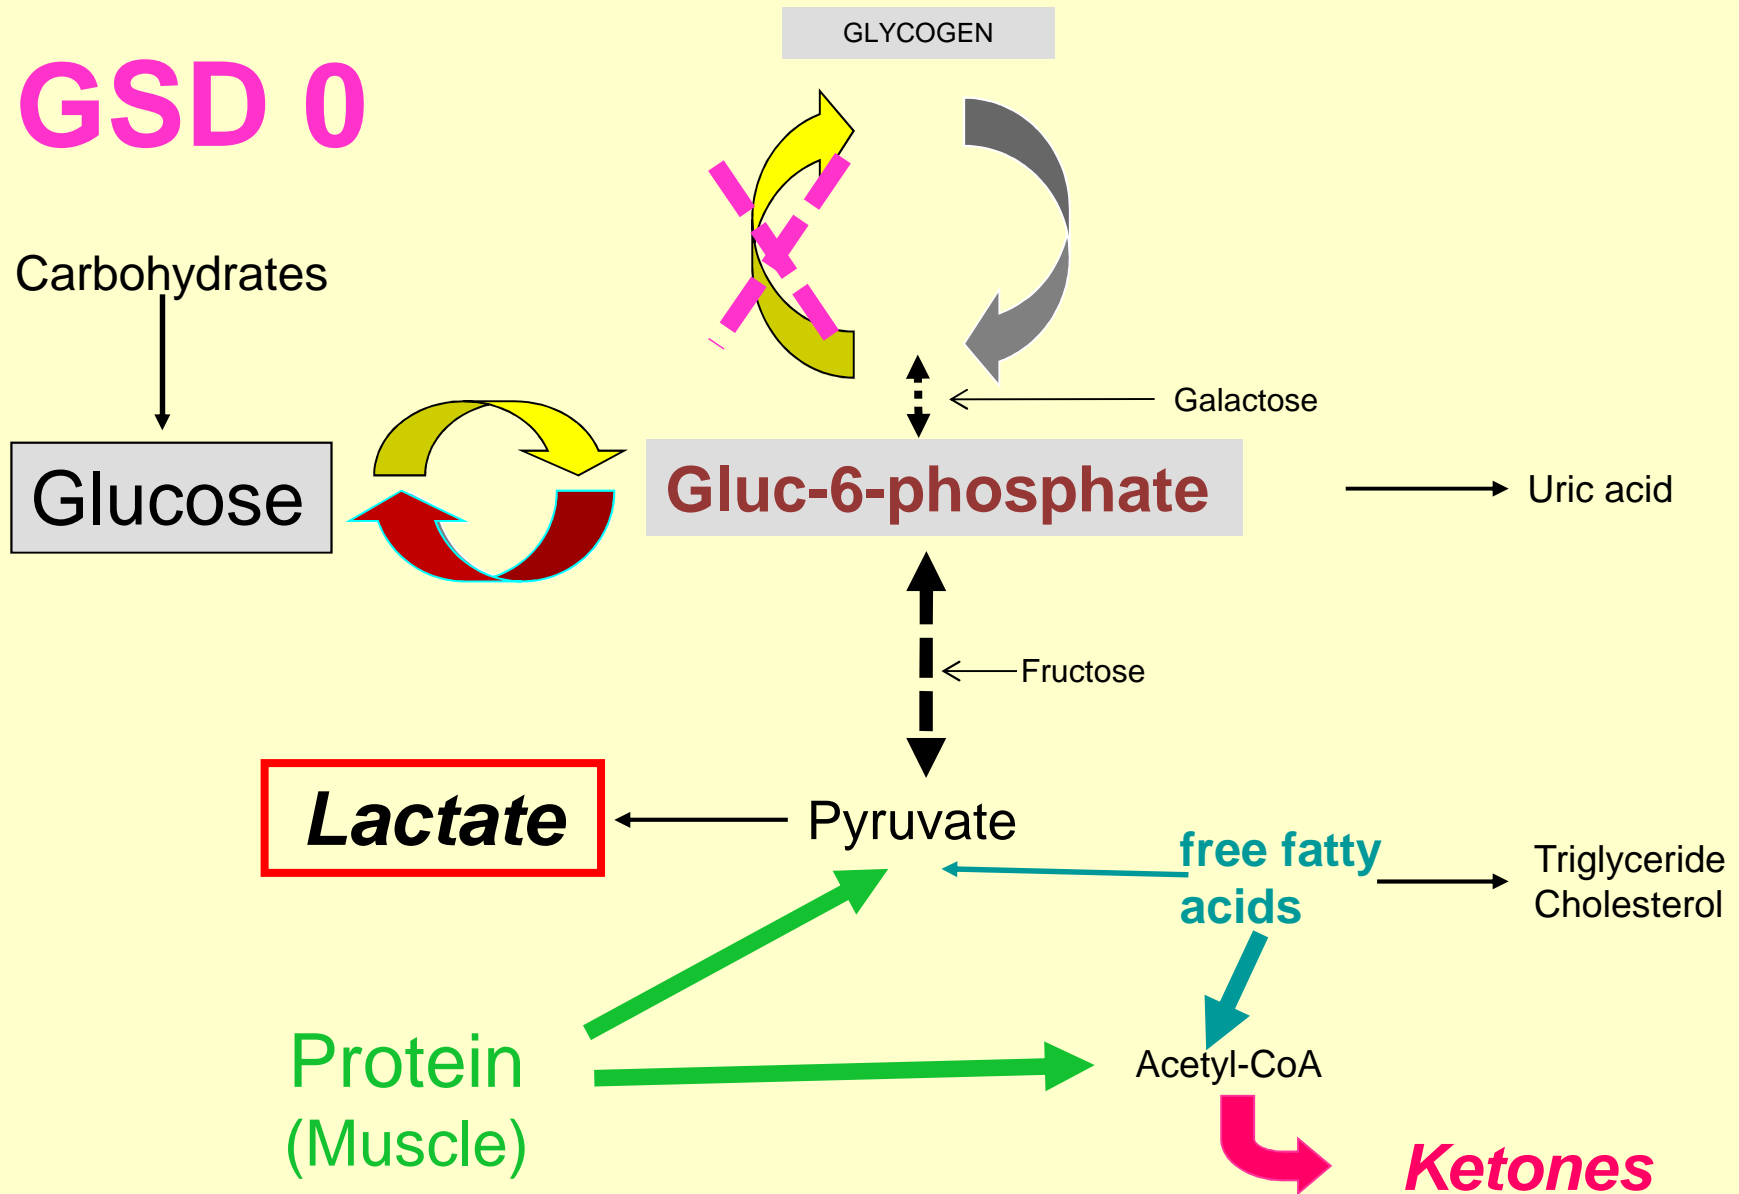 GLYCOGEN
GSD 0
Carbohydrates
Galactose
Glucose
Gluc-6-phosphate
Uric acid
Fructose
Lactate
Pyruvate
free fatty
acids
Triglyceride
Cholesterol
Protein
(Muscle)
Acetyl-CoA
Ketones